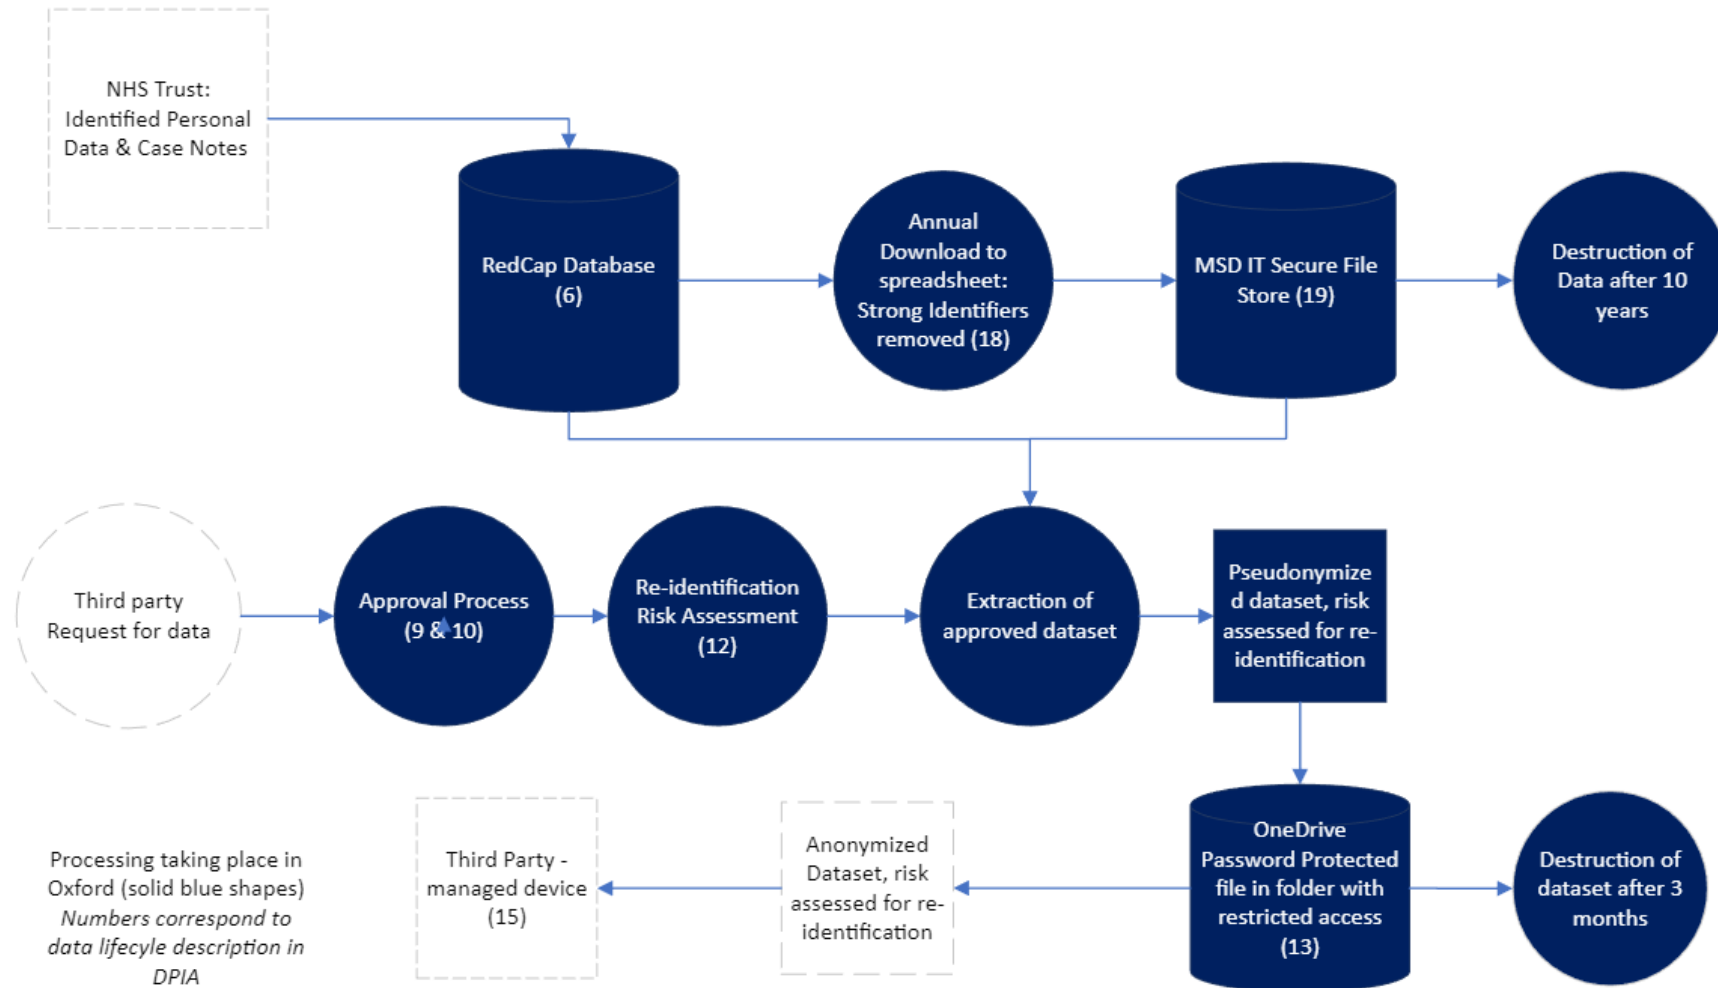 NHS Trust:
Identified Personal
Data & Case Notes
RedCap Database
(6)
Annual
Download to
spreadsheet:
Strong Identifiers
removed (18)
MSD IT Secure File
Store (19)
Destruction of
Data after 10
years
Third party
Request for data
Approval Process
(9 & 10)
Re-identification
Risk Assessment
(12)
Extraction of
approved dataset
Pseudonymize
d dataset, risk
assessed for re-
identification
Processing taking place in
Oxford (solid blue shapes)
Numbers correspond to
data lifecyle description in
DPIA
Third Party -
managed device
(15)
Anonymized
Dataset, risk
assessed for re-
identification
OneDrive
Password Protected
file in folder with
restricted access
(13)
Destruction of
dataset after 3
months